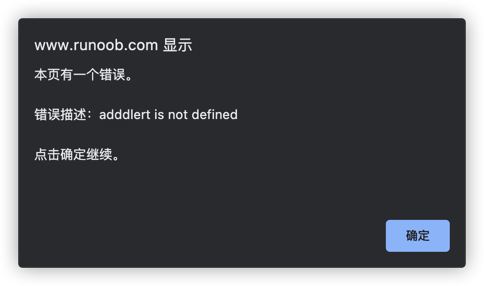 www.runoob.com 显示
本页有一个错误。
错误描述：adddlert is not defined
点击确定继续。
确定